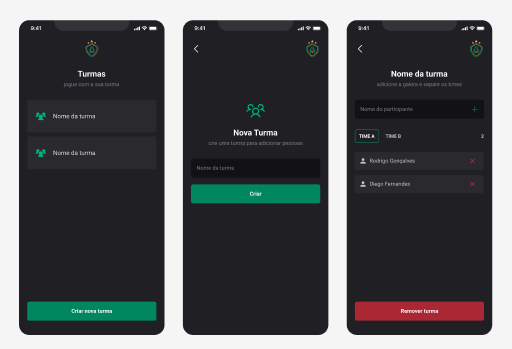 9:41
Turmas
jogue com a sua turma
Nome da turma
Nome da turma
Criar nova turma
9:41
Nova Turma
crie uma turma para adicionar pessoas
Nome da turma
Criar
9:41
Nome da turma
adicione a galera e separe os times
Nome do participante
TIME A
TIME B
2
Rodrigo Gonçalves
Diego Fernandes
Remover turma